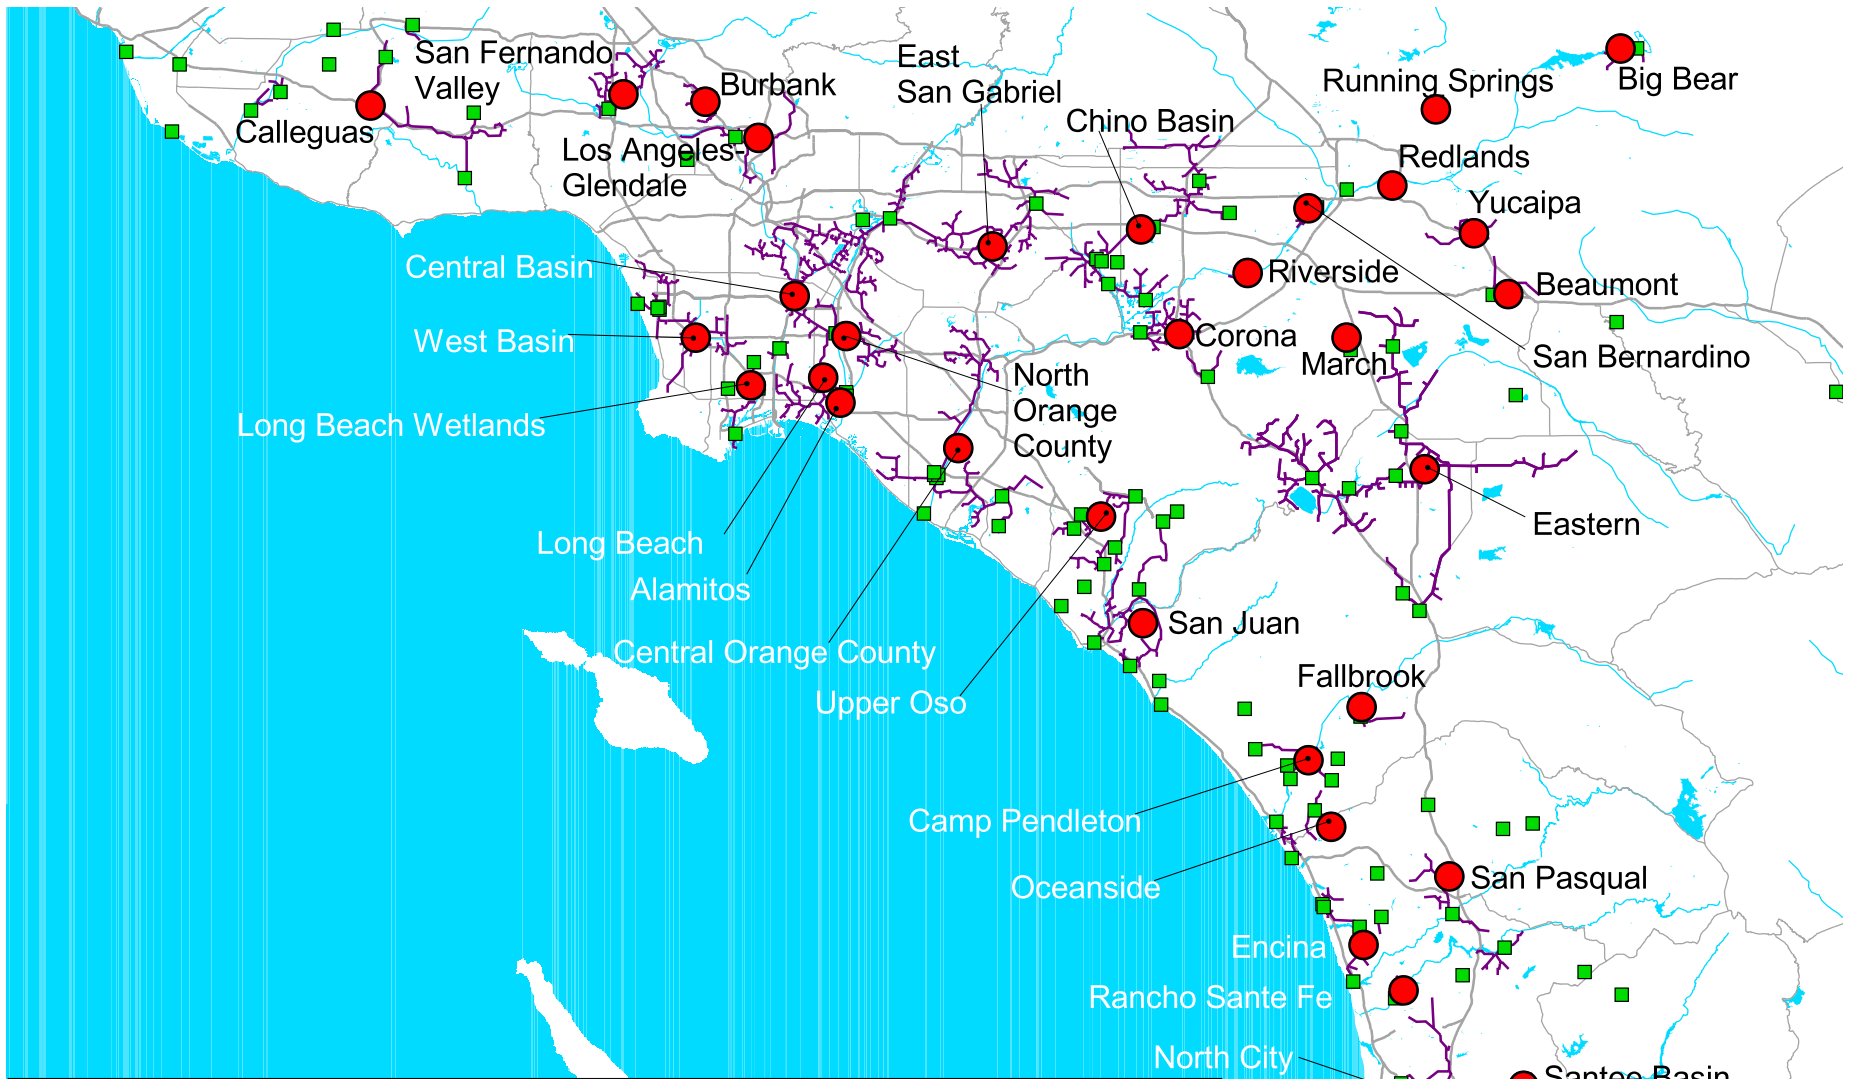 San Fernando
Valley
Calleguas
Burbank
Los Angeles-
Glendale
East
San Gabriel
Chino Basin
Running Springs
Big Bear
Redlands
Yucaipa
Central Basin
Riverside
Beaumont
West Basin
Corona
March
San Bernardino
North
Orange
County
Long Beach Wetlands
Eastern
Long Beach
Alamitos
Central Orange County
San Juan
Upper Oso
Fallbrook
Camp Pendleton
Oceanside
San Pasqual
Encina
Rancho Sante Fe
North City
Santee Basin